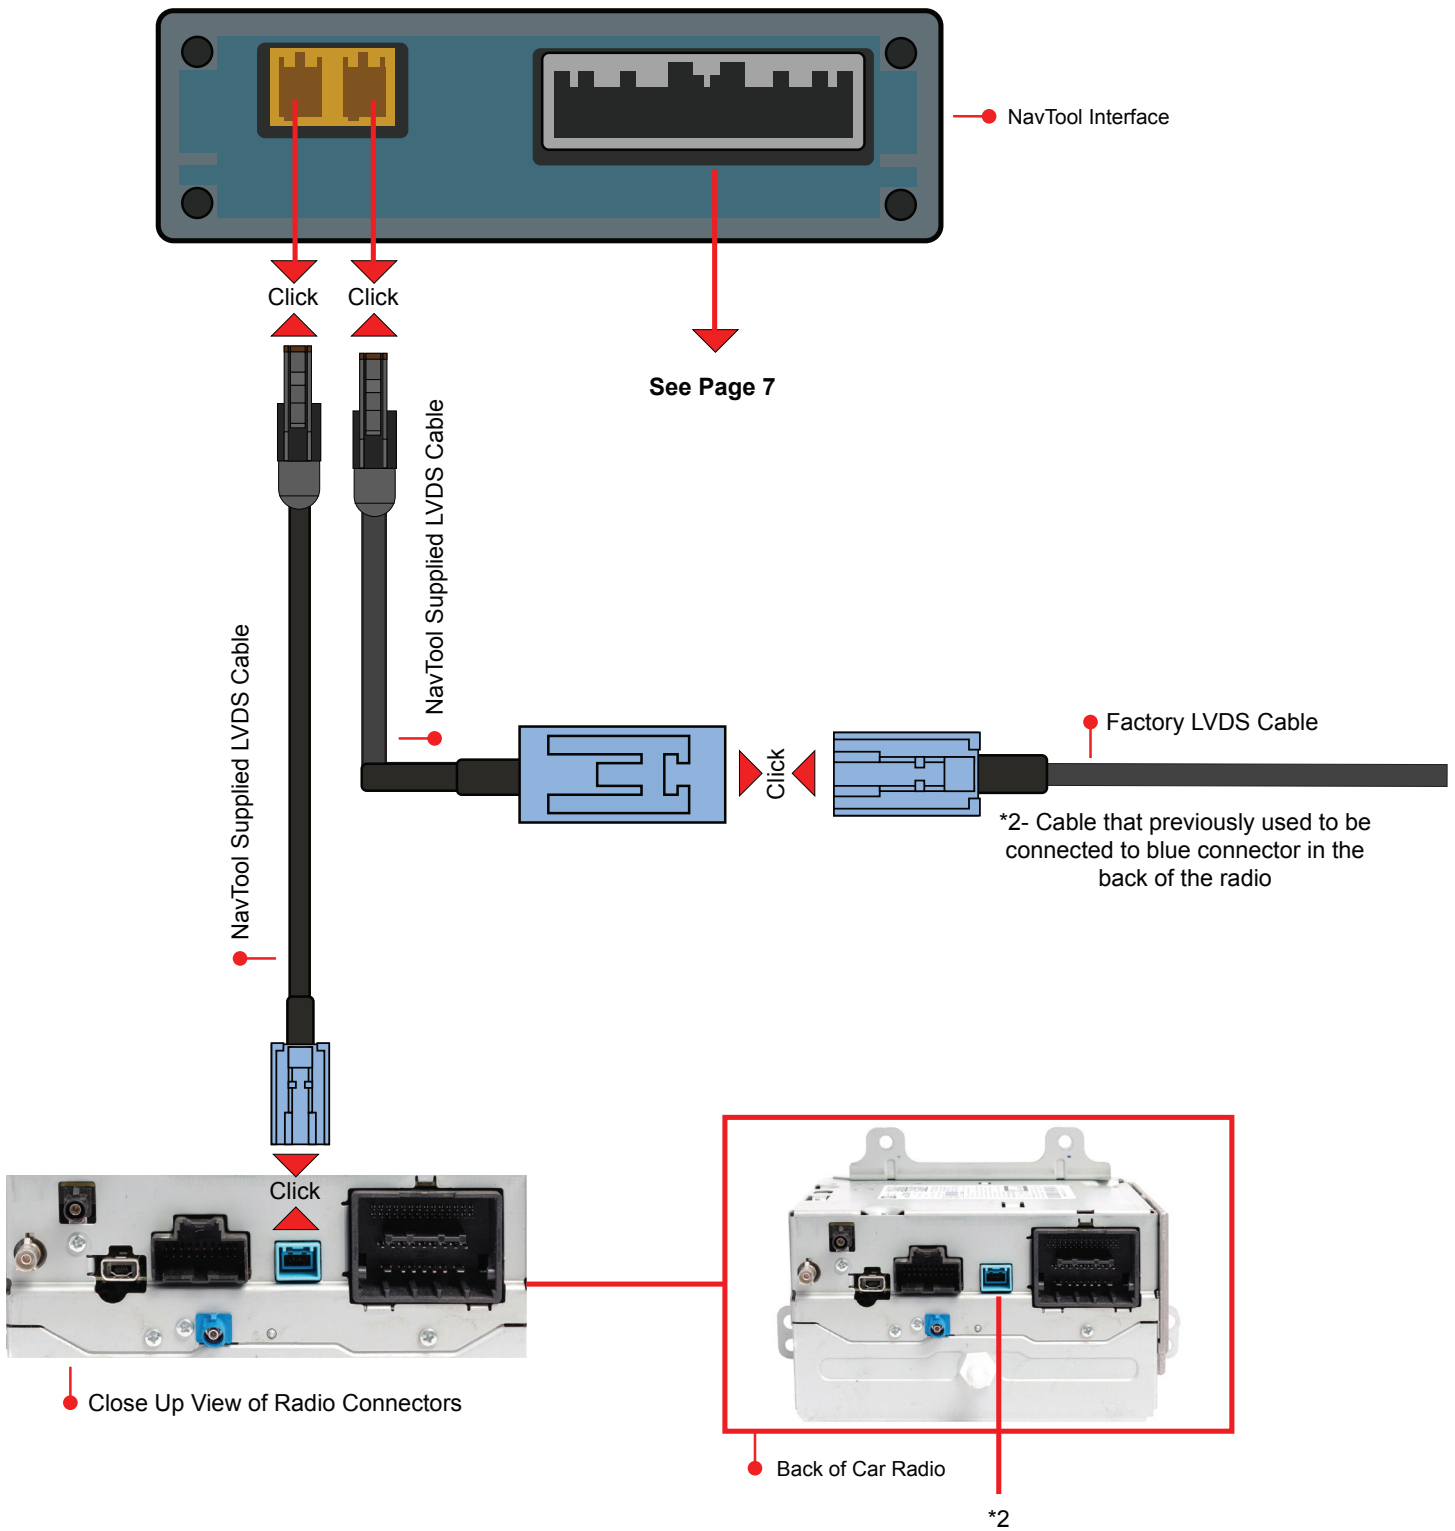 NavTool Interface
Click
Click
See Page 7
NavTool Supplied LVDS Cable
NavTool Supplied LVDS Cable
Factory LVDS Cable
Click
*2- Cable that previously used to be
connected to blue connector in the
back of the radio
Click
Close Up View of Radio Connectors
Back of Car Radio
*2